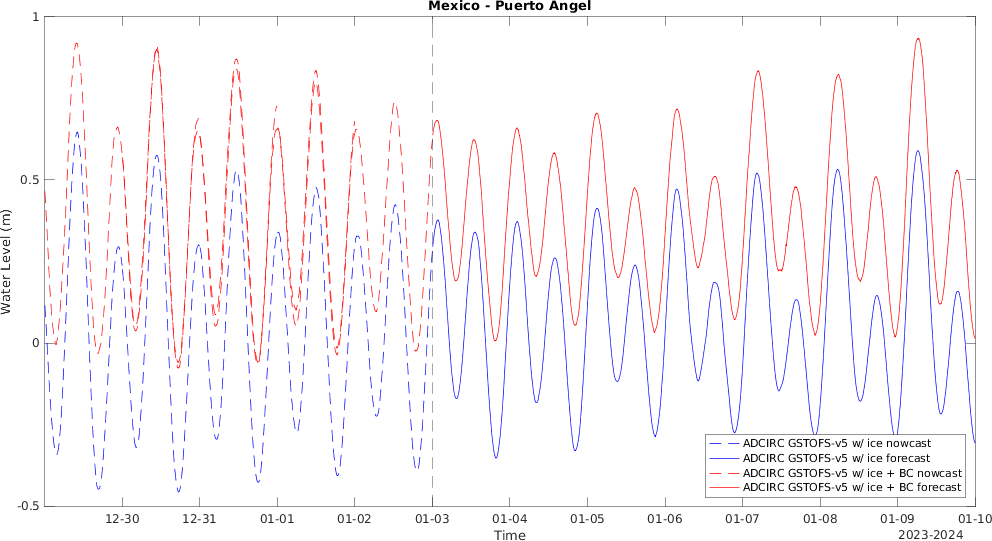 Mexico - Puerto Angel
1
0.5
0
-0.5
Water Level (m)
ADCIRC GSTOFS-v5 w/ ice nowcast
ADCIRC GSTOFS-v5 w/ ice forecast
ADCIRC GSTOFS-v5 w/ ice + BC nowcast
ADCIRC GSTOFS-v5 w/ ice + BC forecast
12-30 12-31 01-01 01-02 01-03 01-04 01-05 01-06 01-07 01-08 01-09 01-10
Time
2023-2024